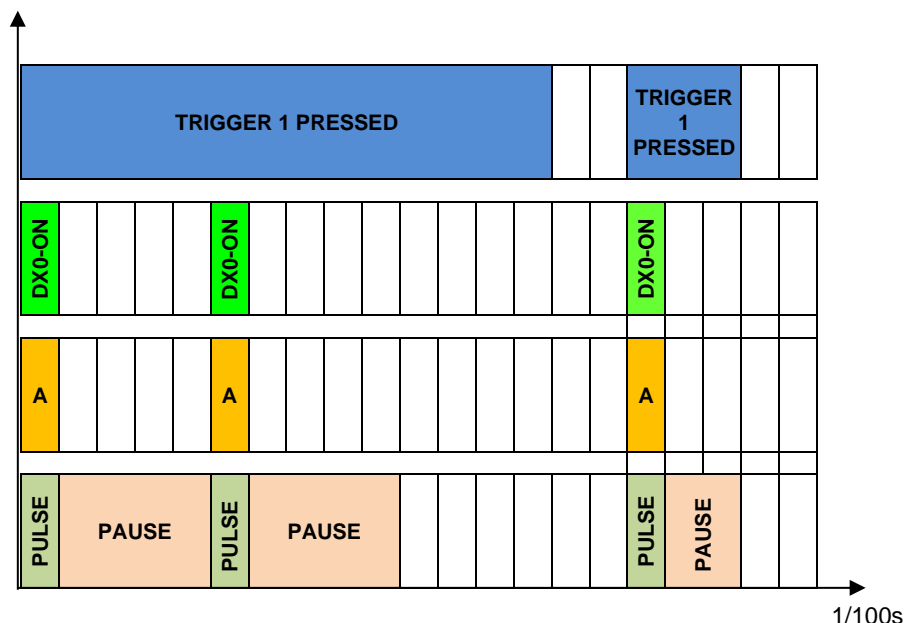 TRIGGER 1 PRESSED
TRIGGER
1
PRESSED
DX0-ON
DX0-ON
DX0-ON
A
A
A
PULSE
PAUSE
PULSE
PAUSE
PULSE
PAUSE
1/100s